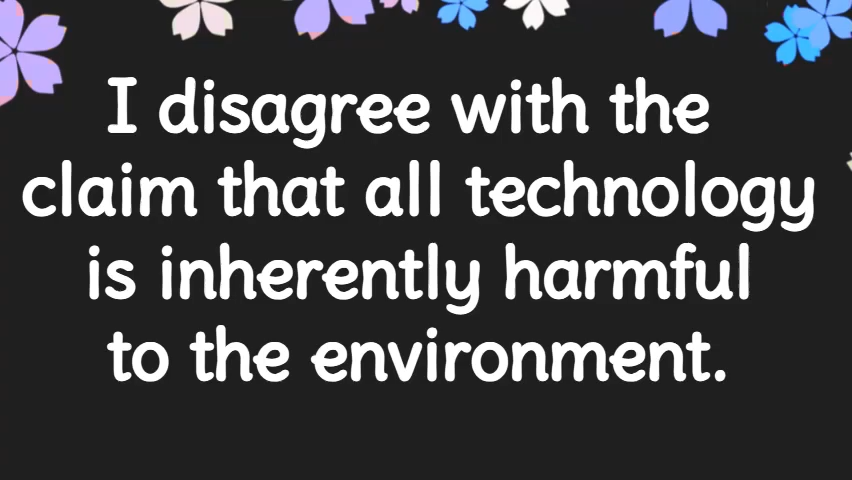 I disagree with the
claim that all technology
is inherently harmful
to the environment.